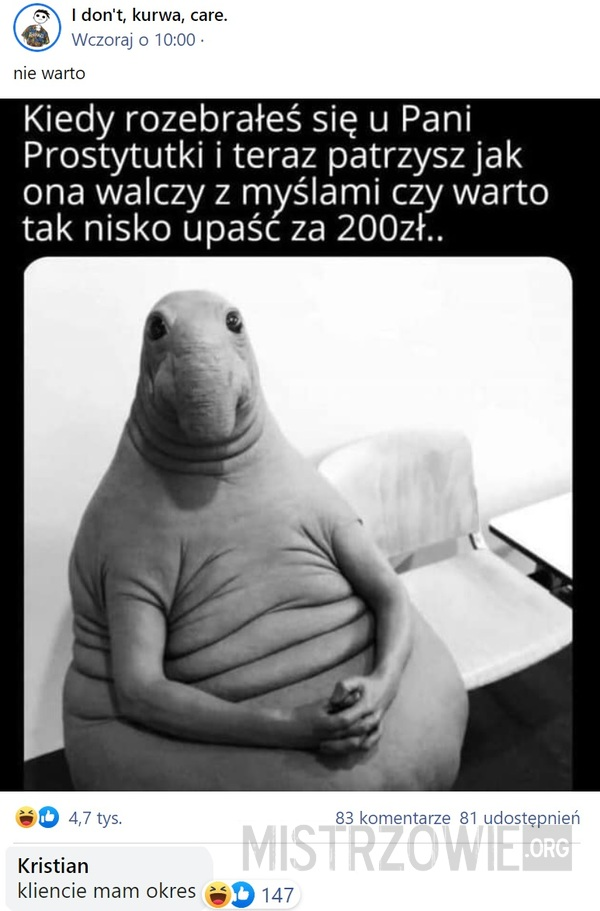 I don't, kurwa, care.
Wczoraj o 10:00 ·
nie warto
Kiedy rozebrałeś się u Pani
Prostytutki i teraz patrzysz jak
ona walczy z myślami czy warto
tak nisko upaść za 200zł..
4,7 tys.
83 komentarze 81 udostępnień
MISTRZOWIE.ORG
Kristian
kliencie mam okres
147